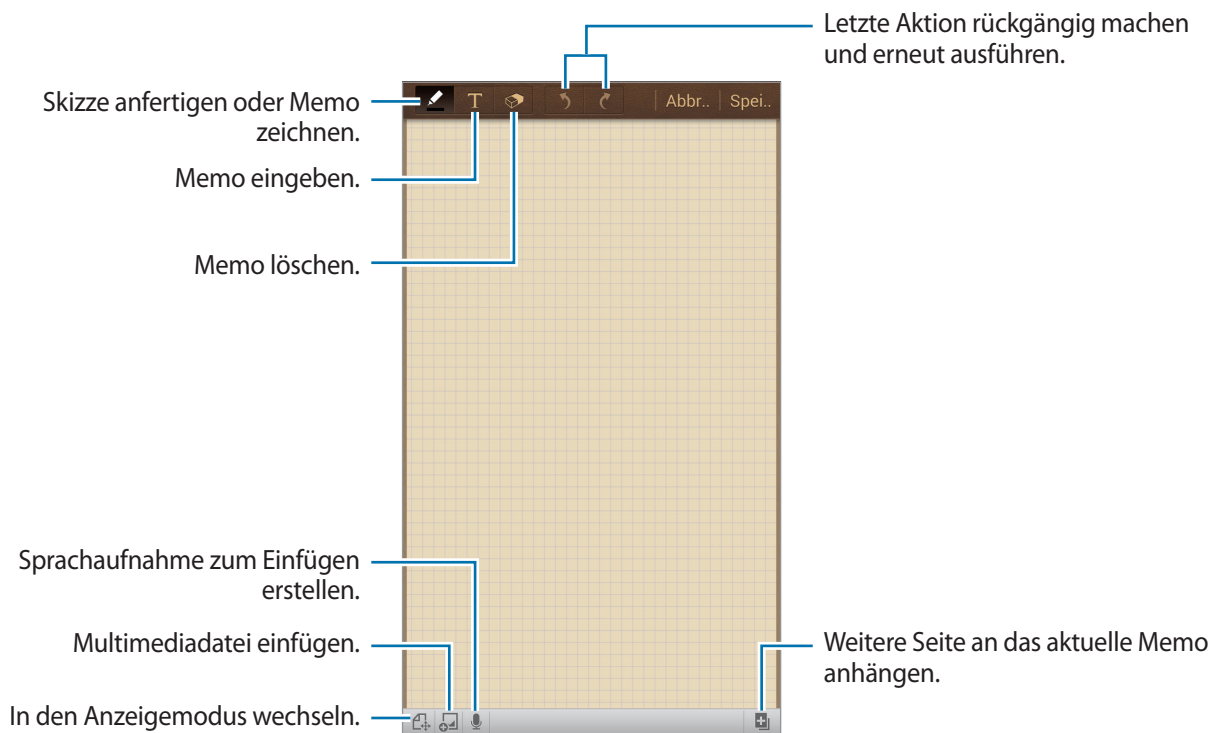 Letzte Aktion rückgängig machen
und erneut ausführen.
Skizze anfertigen oder Memo
zeichnen.
T
Abbr..
Spei..
Memo eingeben.
Memo löschen.
Sprachaufnahme zum Einfügen
erstellen.
Multimediadatei einfügen.
Weitere Seite an das aktuelle Memo
anhängen.
In den Anzeigemodus wechseln.